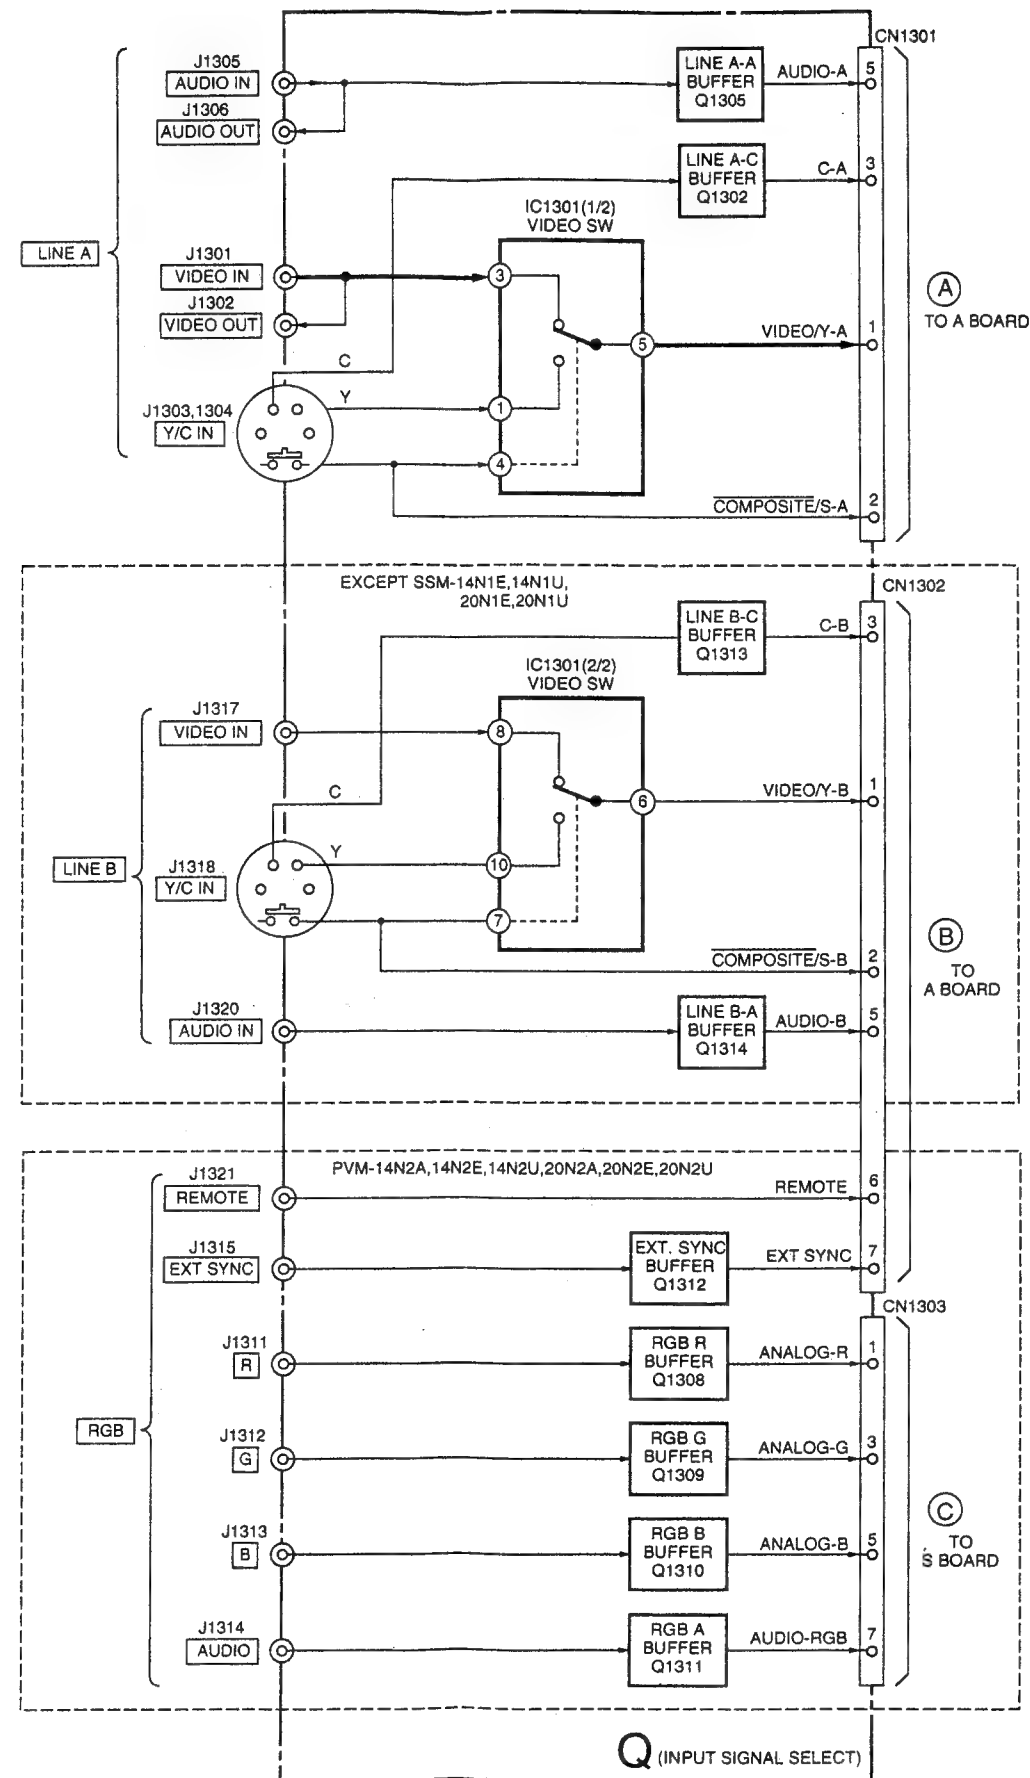 CN1301
J1305
AUDIO IN
LINE A-A
BUFFER
Q1305
AUDIO-A
5
J1306
AUDIO OUT
LINE A-C
BUFFER
Q1302
C-A
3
IC1301(1/2)
VIDEO SW
LINE A
J1301
VIDEO IN
3
J1302
VIDEO OUT
A
TO A BOARD
5
VIDEO/Y-A
1
C
Y
J1303,1304
Y/C IN
1
4
COMPOSITE/S-A
2
EXCEPT SSM-14N1E,14N1U,
20N1E,20N1U
CN1302
LINE B-C
BUFFER
Q1313
C-B
3
IC1301(2/2)
VIDEO SW
J1317
VIDEO IN
8
C
6
VIDEO/Y-B
1
LINE B
J1318
Y/C IN
Y
10
7
B
TO
A BOARD
COMPOSITE/S-B
2
J1320
AUDIO IN
LINE B-A
BUFFER
Q1314
AUDIO-B
5
PVM-14N2A,14N2E,14N2U,20N2A,20N2E,20N2U
J1321
REMOTE
REMOTE
6
J1315
EXT SYNC
EXT. SYNC
BUFFER
Q1312
EXT SYNC
7
CN1303
J1311
R
RGB R
BUFFER
Q1308
ANALOG-R
1
RGB
J1312
G
RGB G
BUFFER
Q1309
ANALOG-G
3
C
TO
S BOARD
J1313
B
RGB B
BUFFER
Q1310
ANALOG-B
5
J1314
AUDIO
RGB A
BUFFER
Q1311
AUDIO-RGB
7
Q (INPUT SIGNAL SELECT)